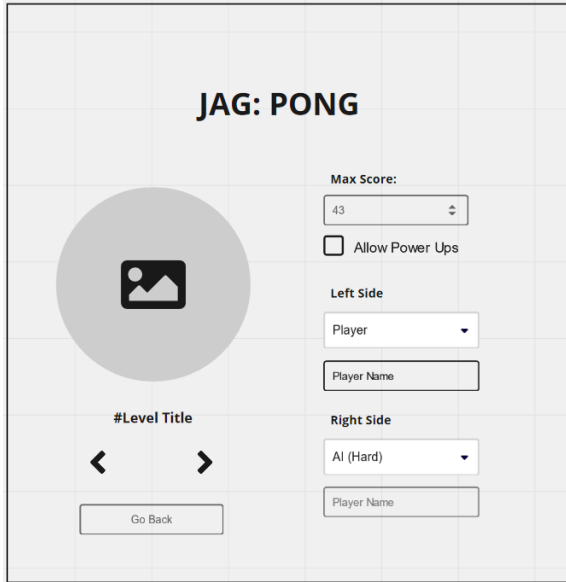 JAG: PONG
Max Score:
43
Allow Power Ups
Left Side
Player
Player Name
#Level Title
Right Side
AI (Hard)
Player Name
Go Back